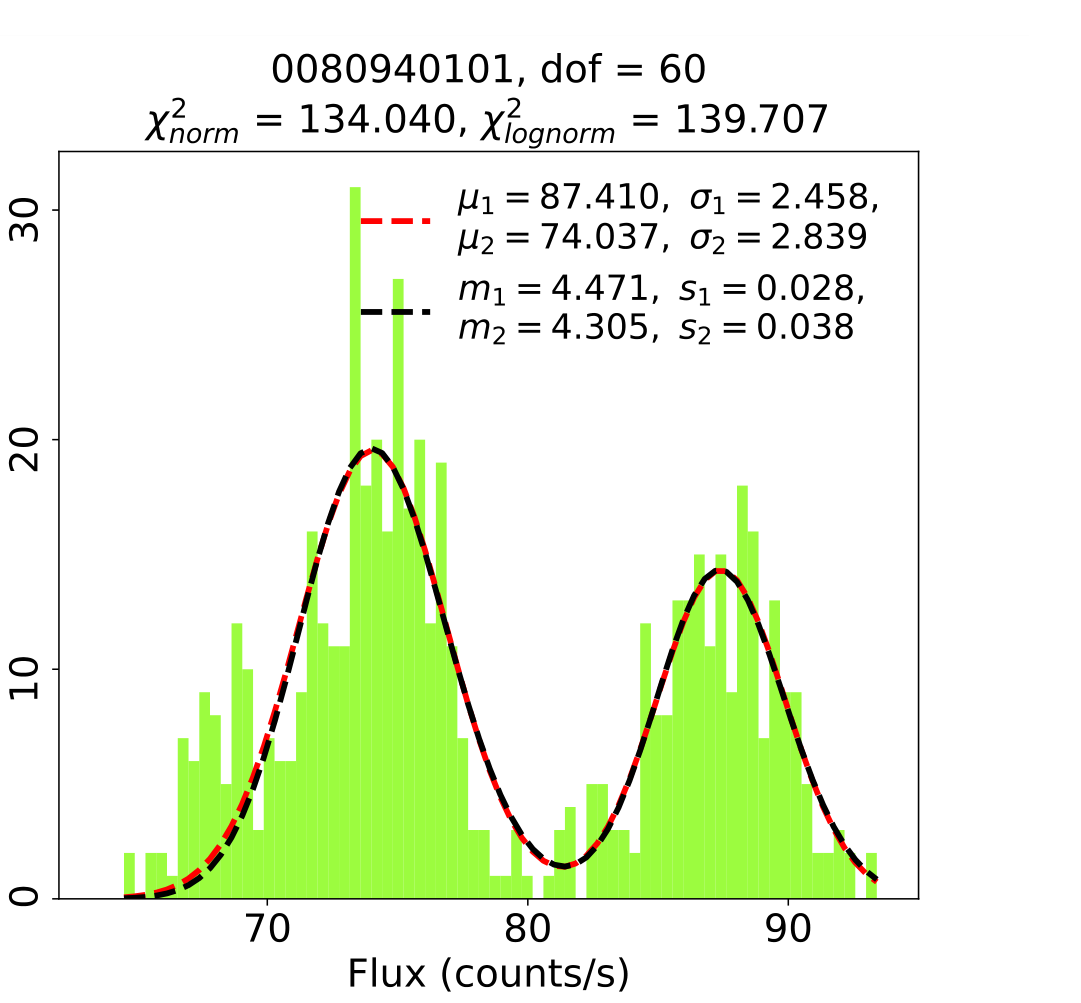 0080940101, dof = 60
χ²_norm = 134.040, χ²_lognorm = 139.707
μ₁ = 87.410, σ₁ = 2.458,
μ₂ = 74.037, σ₂ = 2.839
m₁ = 4.471, s₁ = 0.028,
m₂ = 4.305, s₂ = 0.038
30
20
10
0
70 80 90
Flux (counts/s)